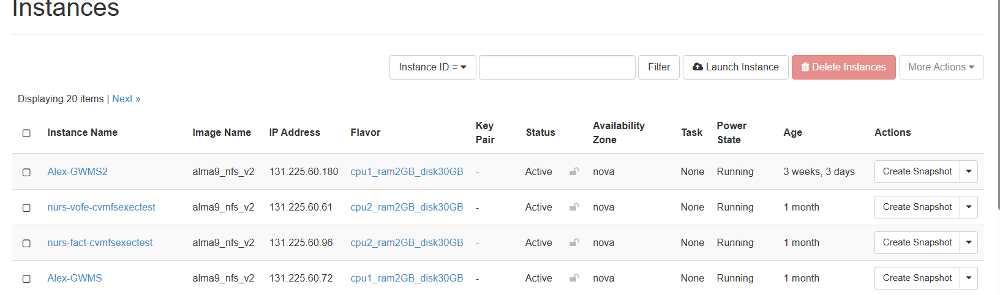 Instances
Instance ID = Filter Launch Instance Delete Instances More Actions
Displaying 20 items | Next »
Instance Name Image Name IP Address Flavor Key Pair Status Availability Zone Task Power State Age Actions
Alex-GWMS2 alma9_nfs_v2 131.225.60.180 cpu1_ram2GB_disk30GB - Active nova None Running 3 weeks, 3 days Create Snapshot
nurs-vofe-cvmfsexectest alma9_nfs_v2 131.225.60.61 cpu2_ram2GB_disk30GB - Active nova None Running 1 month Create Snapshot
nurs-fact-cvmfsexectest alma9_nfs_v2 131.225.60.96 cpu2_ram2GB_disk30GB - Active nova None Running 1 month Create Snapshot
Alex-GWMS alma9_nfs_v2 131.225.60.72 cpu1_ram2GB_disk30GB - Active nova None Running 1 month Create Snapshot